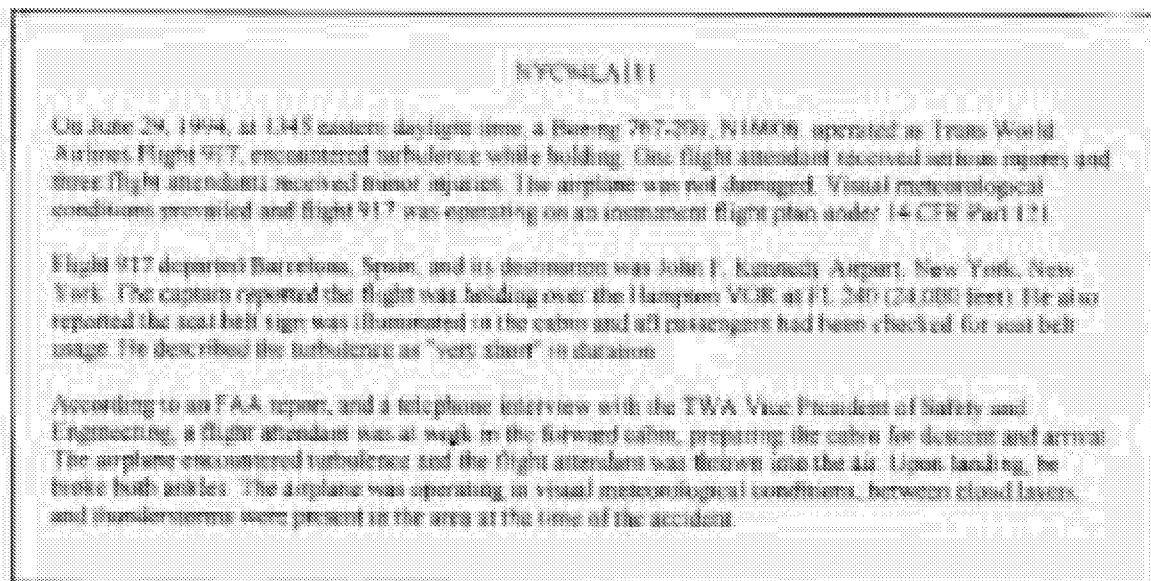 On June 29, 1994, at 1345 eastern daylight time, a Boeing 767-200, operated as Trans World
Airlines Flight 917, encountered turbulence while holding. One flight attendant received serious injures and
three flight attendants received minor injuries. The airplane was not damaged. Visual meteorological
conditions prevailed and flight 917 was operating on an instrument flight plan under 14 CFR Part 121.
Flight 917 departed Barcelona, Spain, and its destination was John F. Kennedy Airport, New York, New
York. The captain reported the flight was holding over the Hampton VOR at FL 240 (24,000 feet). He also
reported the seat belt sign was illuminated in the cabin and all passengers had been checked for seat belt
usage. He described the turbulence as "very short" in duration.
According to an FAA report, and a telephone interview with the TWA Vice President of Safety and
Engineering, a flight attendant was at work in the forward cabin, preparing the cabin for descent and arrival.
The airplane encountered turbulence and the flight attendant was thrown into the air. Upon landing, he
broke both ankles. The airplane was operating in visual meteorological conditions, between cloud layers,
and thunderstorms were present in the area at the time of the accident.